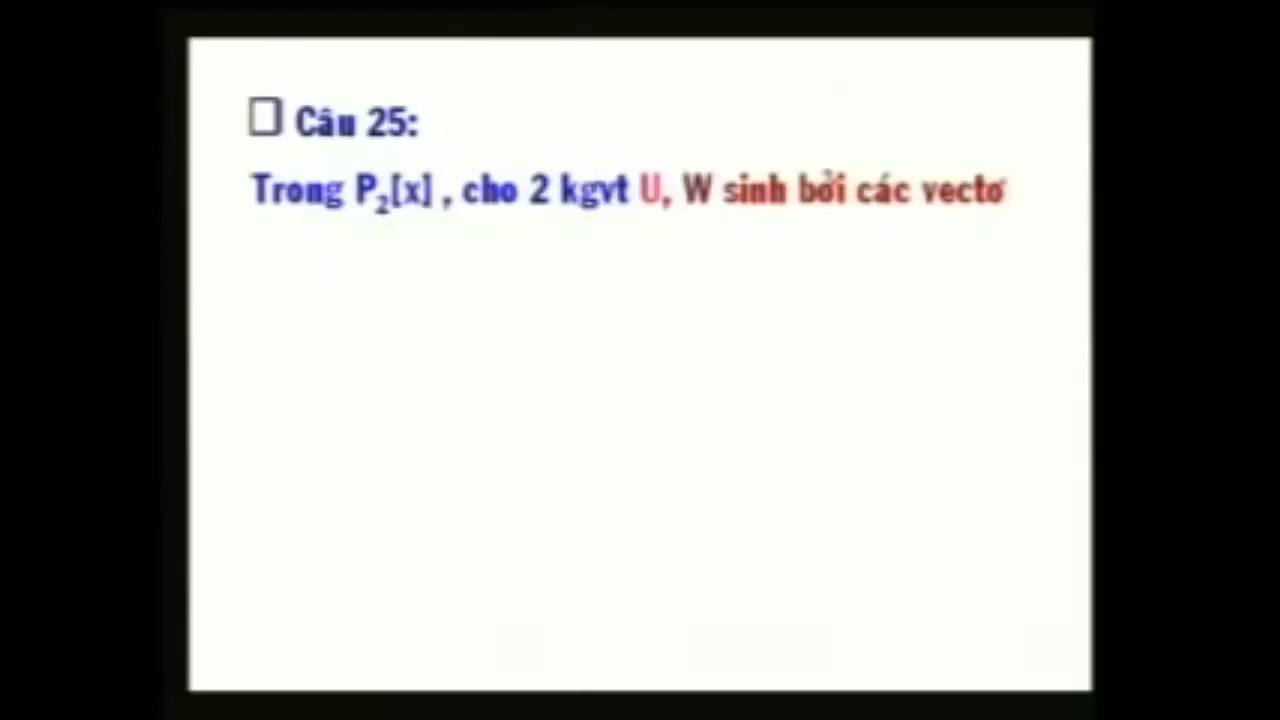 □ Câu 25:
Trong P₂[x] , cho 2 kgvt U, W sinh bởi các vectơ